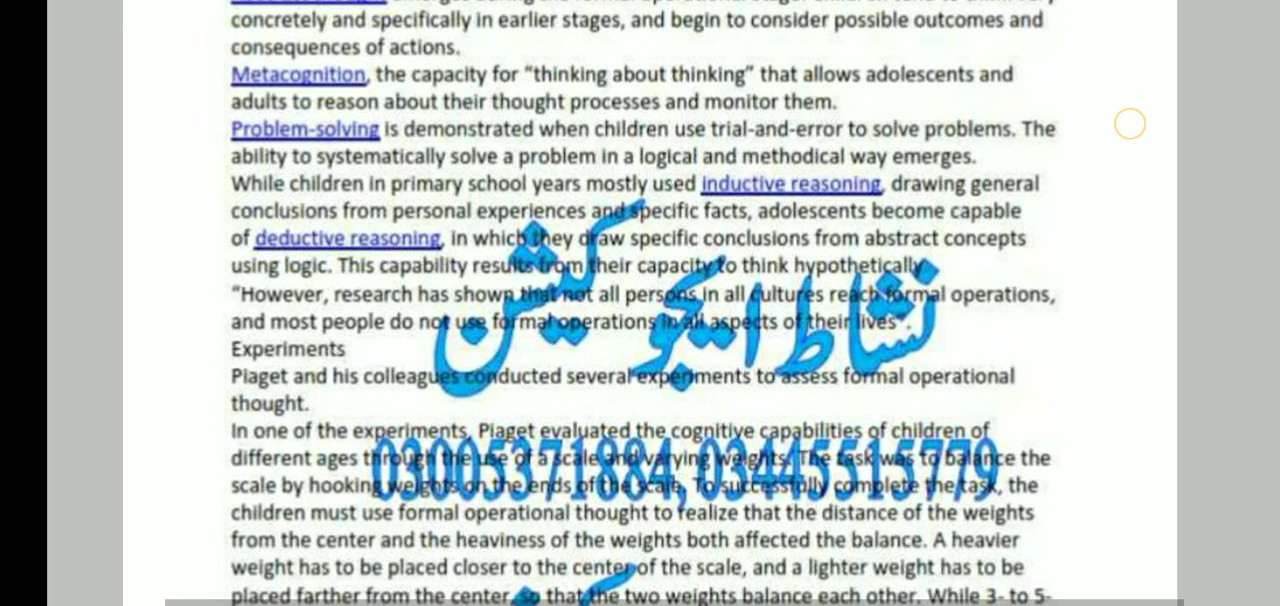 concretely and specifically in earlier stages, and begin to consider possible outcomes and
consequences of actions.
Metacognition, the capacity for “thinking about thinking” that allows adolescents and
adults to reason about their thought processes and monitor them.
Problem-solving is demonstrated when children use trial-and-error to solve problems. The
ability to systematically solve a problem in a logical and methodical way emerges.
While children in primary school years mostly used inductive reasoning, drawing general
conclusions from personal experiences and specific facts, adolescents become capable
of deductive reasoning, in which they draw specific conclusions from abstract concepts
using logic. This capability results from their capacity to think hypothetically.
"However, research has shown that not all persons in all cultures reach formal operations,
and most people do not use formal operations in all aspects of their lives".
نشاط ایجوکیشن
Experiments
Piaget and his colleagues conducted several experiments to assess formal operational
thought.
In one of the experiments, Piaget evaluated the cognitive capabilities of children of
different ages through the use of a scale and varying weights. The task was to balance the
03005371884, 03445515779
scale by hooking weights on the ends of the scale. To successfully complete the task, the
children must use formal operational thought to realize that the distance of the weights
from the center and the heaviness of the weights both affected the balance. A heavier
weight has to be placed closer to the center of the scale, and a lighter weight has to be
placed farther from the center, so that the two weights balance each other. While 3- to 5-